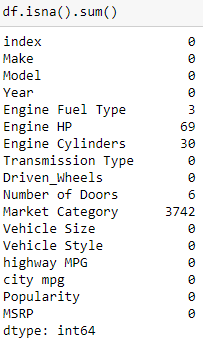 df.isna().sum()
index 0
Make 0
Model 0
Year 0
Engine Fuel Type 3
Engine HP 69
Engine Cylinders 30
Transmission Type 0
Driven_Wheels 0
Number of Doors 6
Market Category 3742
Vehicle Size 0
Vehicle Style 0
highway MPG 0
city mpg 0
Popularity 0
MSRP 0
dtype: int64